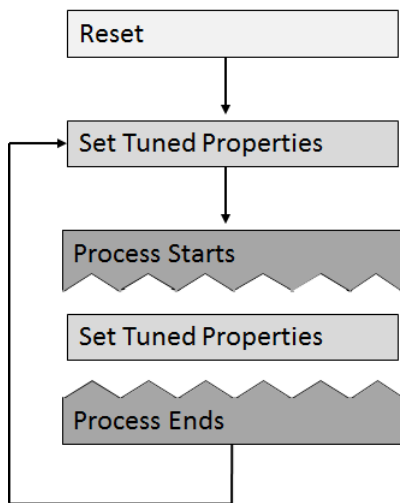 Reset
Set Tuned Properties
Process Starts
Set Tuned Properties
Process Ends